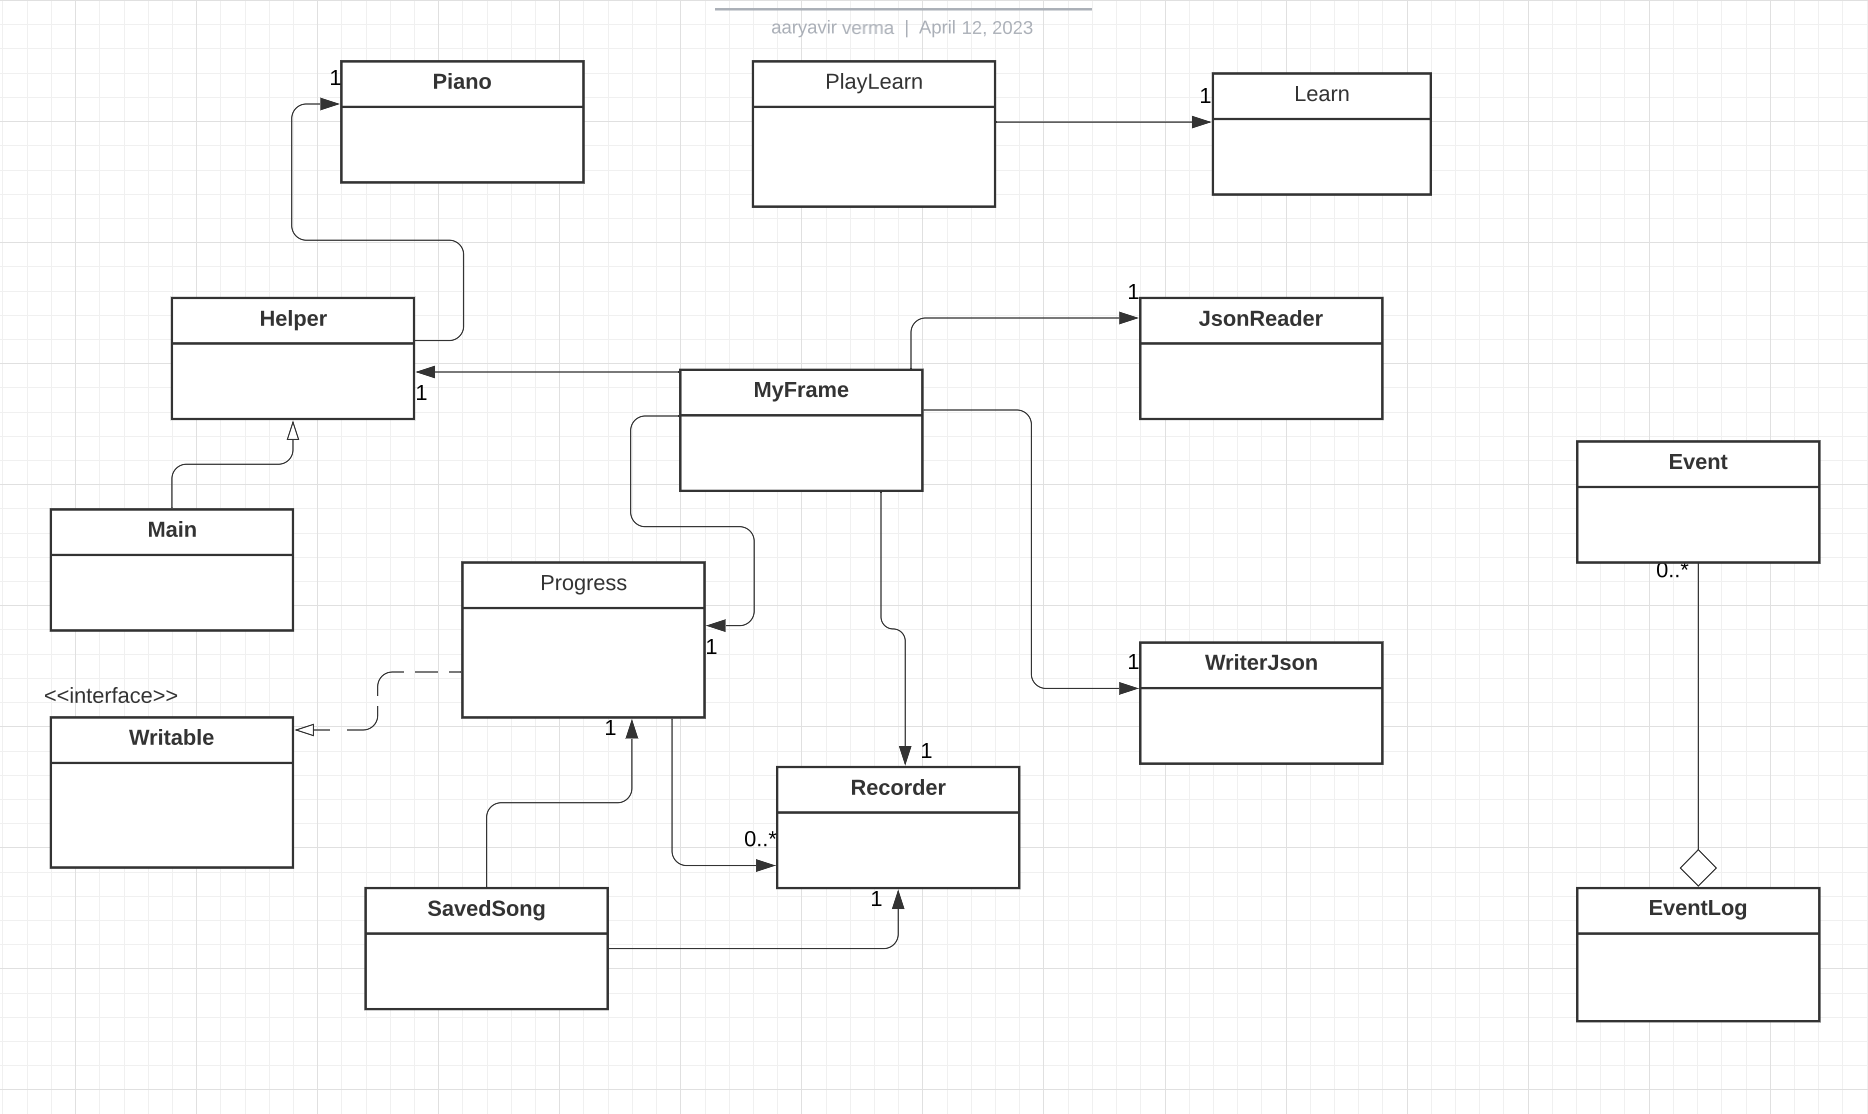 aaryavir verma | April 12, 2023
1
Piano
PlayLearn
1
Learn
Helper
1
1
JsonReader
MyFrame
Event
0..*
Main
Progress
1
1
WriterJson
<<interface>>
Writable
1
1
Recorder
0..*
1
SavedSong
EventLog